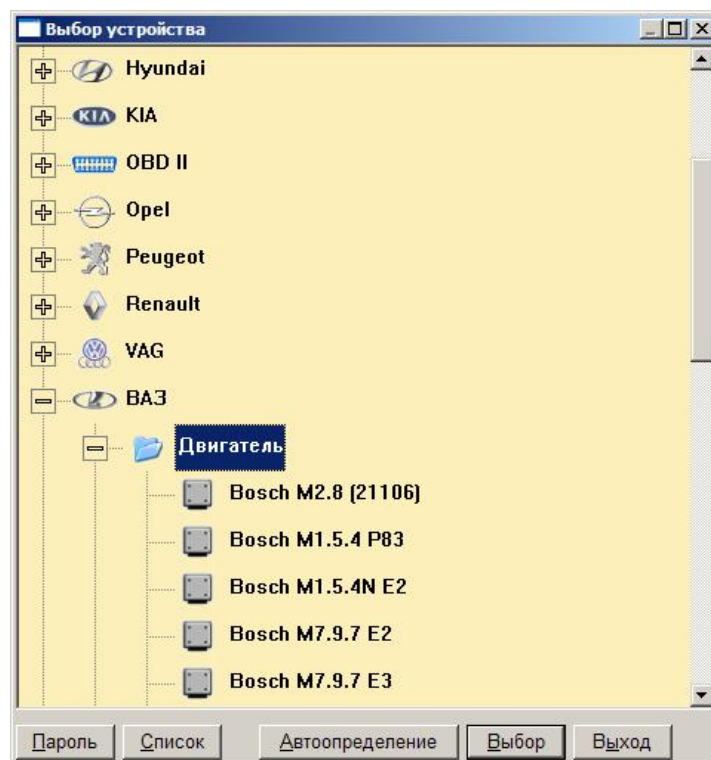 Выбор устройства
Hyundai
KIA
KIA
OBD II
Opel
Peugeot
Renault
VAG
ВАЗ
Двигатель
Bosch M2.8 (21106)
Bosch M1.5.4 P83
Bosch M1.5.4N E2
Bosch M7.9.7 E2
Bosch M7.9.7 E3
Пароль Список Автоопределение Выбор Выход